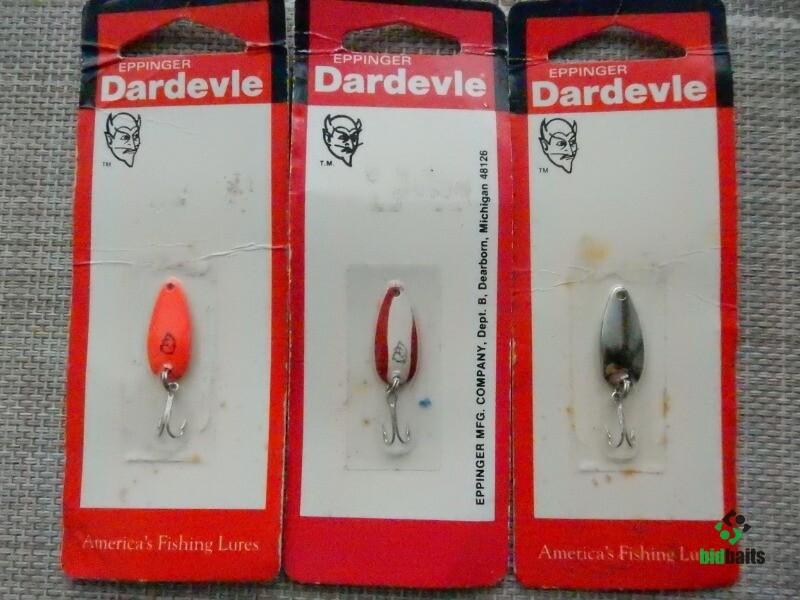 EPPINGER
Dardevle
TM
America's Fishing Lures
EPPINGER
Dardevle
T.M.
EPPINGER MFG. COMPANY, Dept. B, Dearborn, Michigan 48126
EPPINGER
Dardevle
TM
America's Fishing Lu
bidbaits